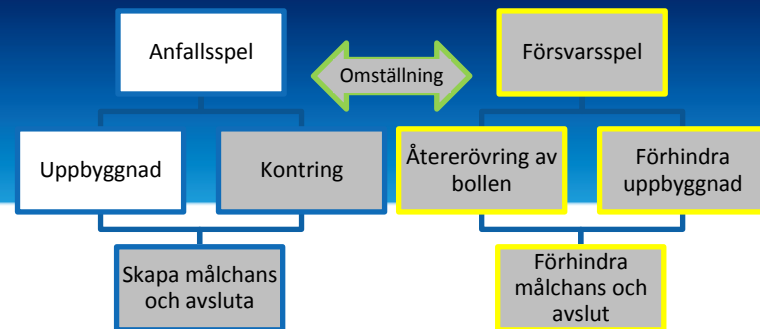 Anfallsspel
Omställning
Försvarsspel
Uppbyggnad
Kontring
Återerövring av
bollen
Förhindra
uppbyggnad
Skapa målchans
och avsluta
Förhindra
målchans och
avslut